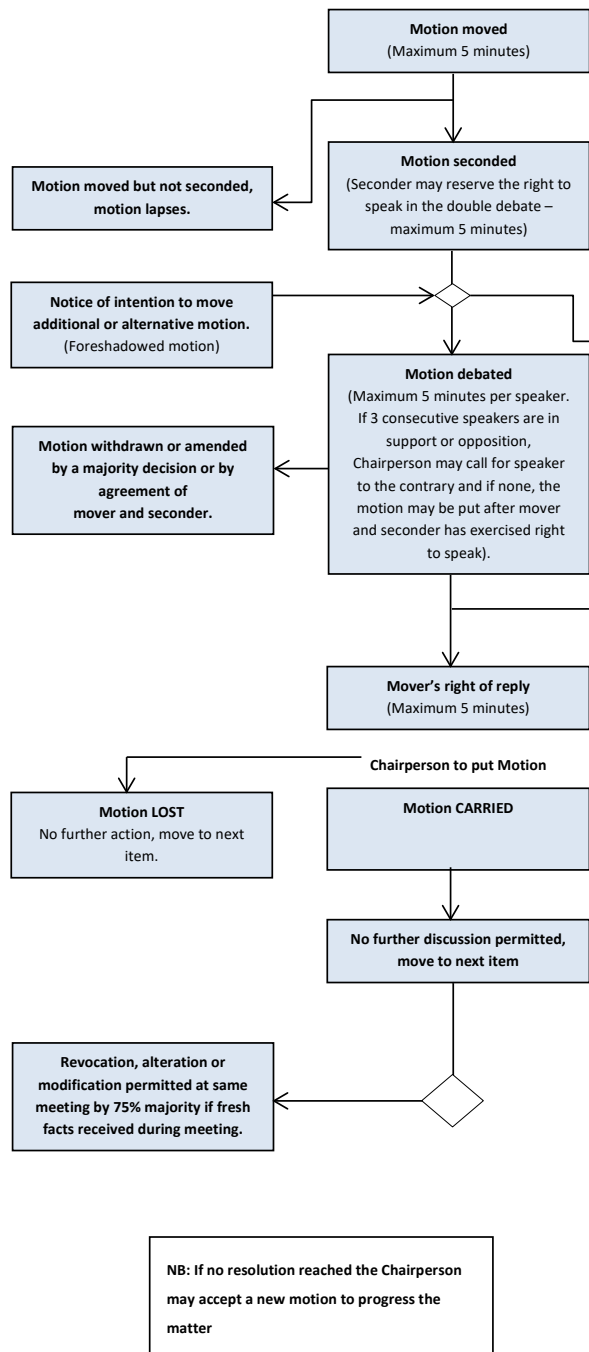 Motion moved
(Maximum 5 minutes)
Motion seconded
(Seconder may reserve the right to
speak in the double debate –
maximum 5 minutes)
Motion moved but not seconded,
motion lapses.
Notice of intention to move
additional or alternative motion.
(Foreshadowed motion)
Motion debated
(Maximum 5 minutes per speaker.
If 3 consecutive speakers are in
support or opposition,
Chairperson may call for speaker
to the contrary and if none, the
motion may be put after mover
and seconder has exercised right
to speak).
Motion withdrawn or amended
by a majority decision or by
agreement of
mover and seconder.
Mover’s right of reply
(Maximum 5 minutes)
Chairperson to put Motion
Motion LOST
No further action, move to next
item.
Motion CARRIED
No further discussion permitted,
move to next item
Revocation, alteration or
modification permitted at same
meeting by 75% majority if fresh
facts received during meeting.
NB: If no resolution reached the Chairperson
may accept a new motion to progress the
matter